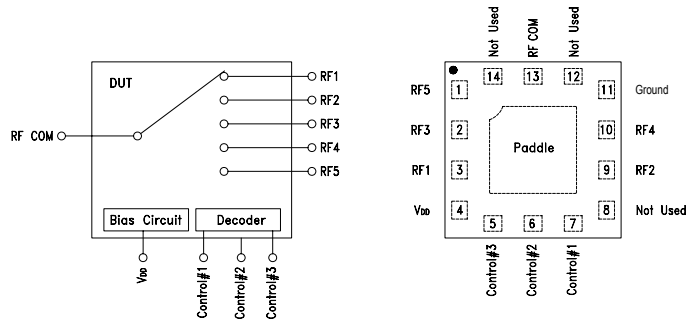 DUT
RF COM
RF1
RF2
RF3
RF4
RF5
Bias Circuit
Decoder
VDD
Control#1
Control#2
Control#3
Not Used
RF COM
Not Used
14
13
12
RF5
1
11
Ground
RF3
2
Paddle
10
RF4
RF1
3
9
RF2
VDD
4
8
Not Used
5
6
7
Control#3
Control#2
Control#1